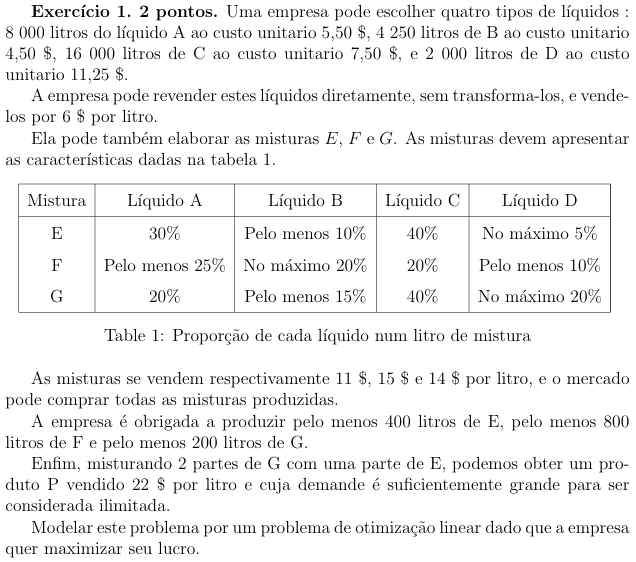 Exercício 1. 2 pontos. Uma empresa pode escolher quatro tipos de líquidos :
8 000 litros do líquido A ao custo unitario 5,50 $, 4 250 litros de B ao custo unitario
4,50 $, 16 000 litros de C ao custo unitario 7,50 $, e 2 000 litros de D ao custo
unitario 11,25 $.
A empresa pode revender estes líquidos diretamente, sem transforma-los, e vende-
los por 6 $ por litro.
Ela pode também elaborar as misturas E, F e G. As misturas devem apresentar
as características dadas na tabela 1.
Mistura Líquido A Líquido B Líquido C Líquido D
E 30% Pelo menos 10% 40% No máximo 5%
F Pelo menos 25% No máximo 20% 20% Pelo menos 10%
G 20% Pelo menos 15% 40% No máximo 20%
Table 1: Proporção de cada líquido num litro de mistura
As misturas se vendem respectivamente 11 $, 15 $ e 14 $ por litro, e o mercado
pode comprar todas as misturas produzidas.
A empresa é obrigada a produzir pelo menos 400 litros de E, pelo menos 800
litros de F e pelo menos 200 litros de G.
Enfim, misturando 2 partes de G com uma parte de E, podemos obter um pro-
duto P vendido 22 $ por litro e cuja demande é suficientemente grande para ser
considerada ilimitada.
Modelar este problema por um problema de otimização linear dado que a empresa
quer maximizar seu lucro.